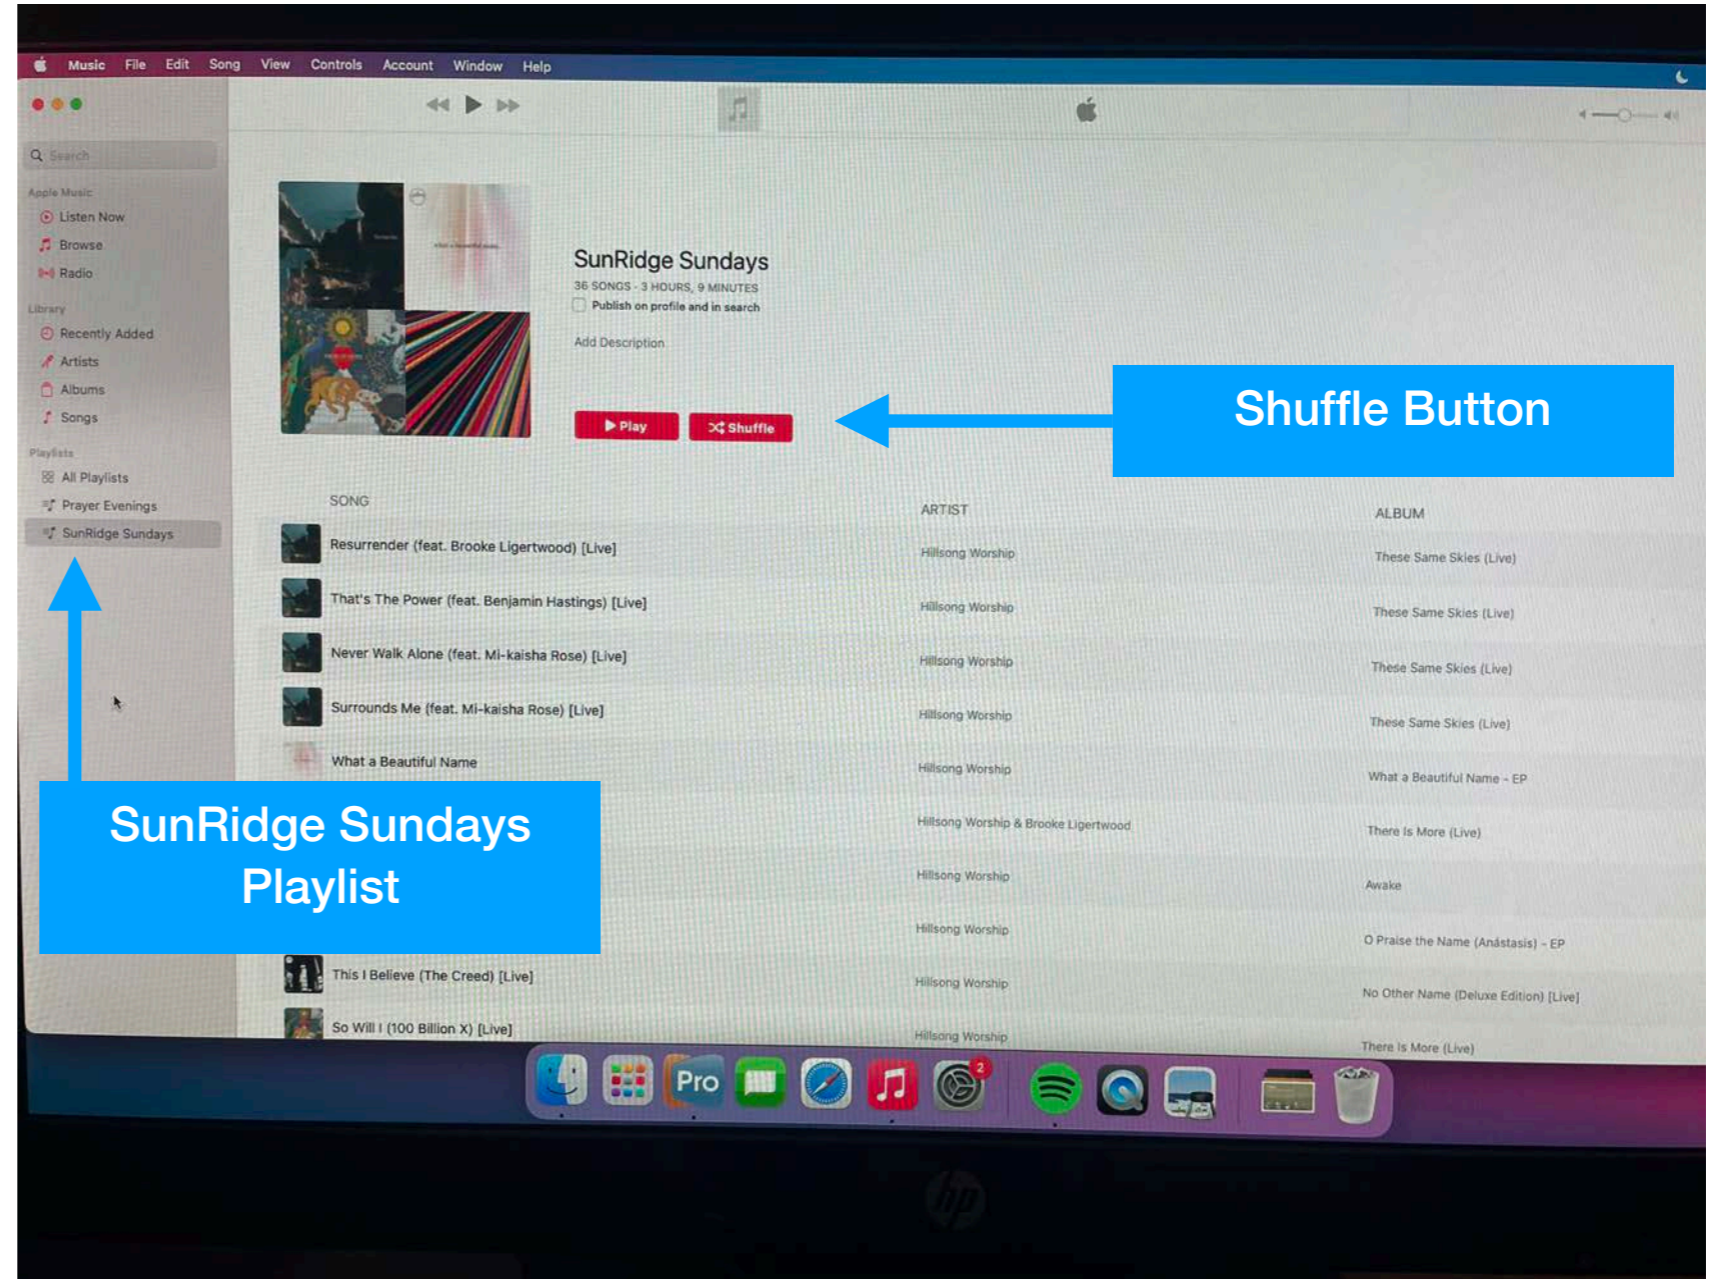 Music File Edit Song View Controls Account Window Help
Search
Apple Music
Listen Now
Browse
Radio
Library
Recently Added
Artists
Albums
Songs
Playlists
All Playlists
Prayer Evenings
SunRidge Sundays
SunRidge Sundays
36 SONGS · 3 HOURS, 9 MINUTES
Publish on profile and in search
Add Description
Play Shuffle
Shuffle Button
SONG ARTIST ALBUM
Resurrender (feat. Brooke Ligertwood) [Live] Hillsong Worship These Same Skies (Live)
That's The Power (feat. Benjamin Hastings) [Live] Hillsong Worship These Same Skies (Live)
Never Walk Alone (feat. Mi-kaisha Rose) [Live] Hillsong Worship These Same Skies (Live)
Surrounds Me (feat. Mi-kaisha Rose) [Live] Hillsong Worship These Same Skies (Live)
What a Beautiful Name Hillsong Worship What a Beautiful Name - EP
Hillsong Worship & Brooke Ligertwood There Is More (Live)
Hillsong Worship Awake
Hillsong Worship O Praise the Name (Anástasis) - EP
This I Believe (The Creed) [Live] Hillsong Worship No Other Name (Deluxe Edition) [Live]
So Will I (100 Billion X) [Live] Hillsong Worship There Is More (Live)
SunRidge Sundays
Playlist
Pro
2
hp